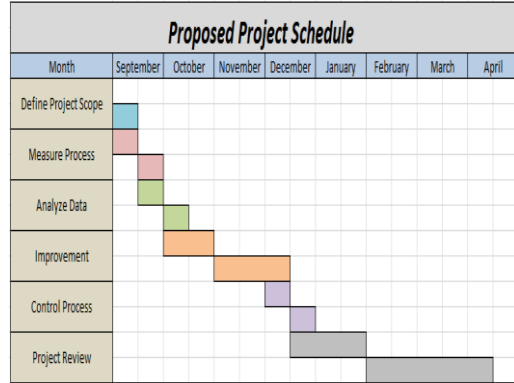 Proposed Project Schedule
Month September October November December January February March April
Define Project Scope
Measure Process
Analyze Data
Improvement
Control Process
Project Review